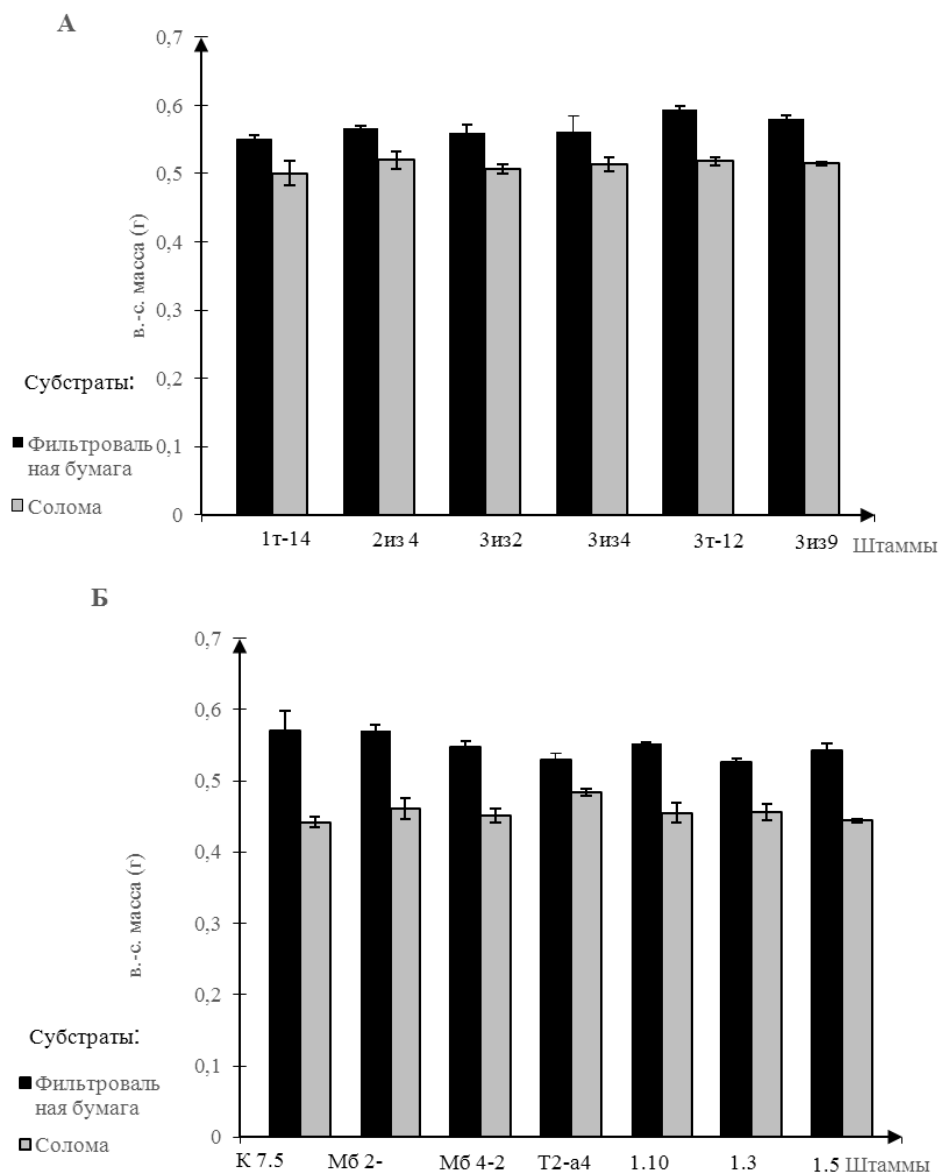 А
0,7
0,6
0,5
0,4
0,3
0,2
0,1
0
в.-с. масса (г)
Субстраты:
Фильтроваль
ная бумага
Солома
1т-14 2из 4 3из2 3из4 3т-12 3из9 Штаммы
Б
0,7
0,6
0,5
0,4
0,3
0,2
0,1
0
в.-с. масса (г)
Субстраты:
Фильтроваль
ная бумага
Солома
К 7.5 Мб 2- Мб 4-2 Т2-а4 1.10 1.3 1.5 Штаммы